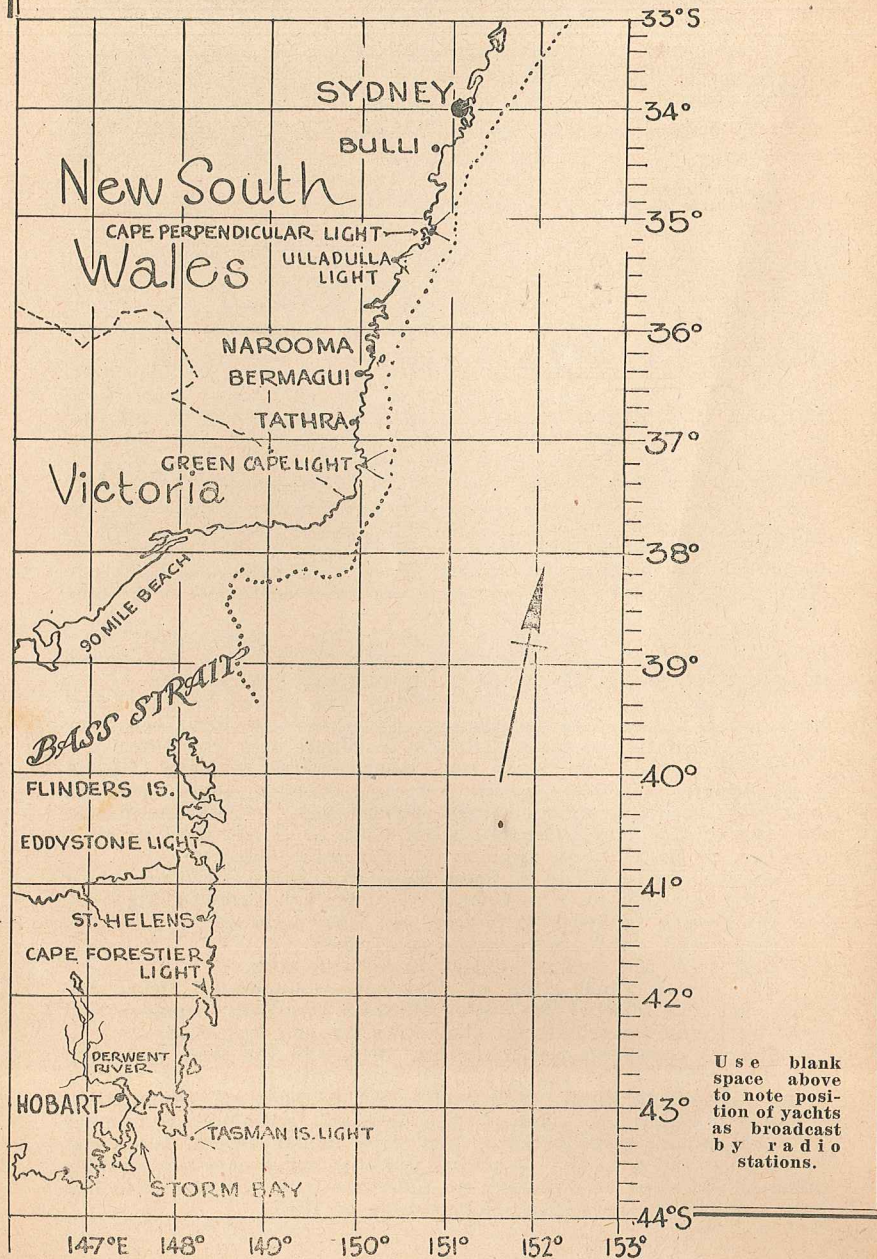 33°S
SYDNEY
34°
BULLI
New South
35°
CAPE PERPENDICULAR LIGHT
Wales
ULLADULLA
LIGHT
36°
NAROOMA
BERMAGUI
TATHRA
37°
GREEN CAPE LIGHT
Victoria
38°
90 MILE BEACH
39°
BASS STRAIT
40°
FLINDERS IS.
EDDYSTONE LIGHT
41°
ST. HELENS
CAPE FORESTIER
LIGHT
42°
DERWENT
RIVER
HOBART
43°
TASMAN IS. LIGHT
STORM BAY
44°S
147°E 148° 140° 150° 151° 152° 153°
Use blank
space above
to note posi-
tion of yachts
as broadcast
by radio
stations.